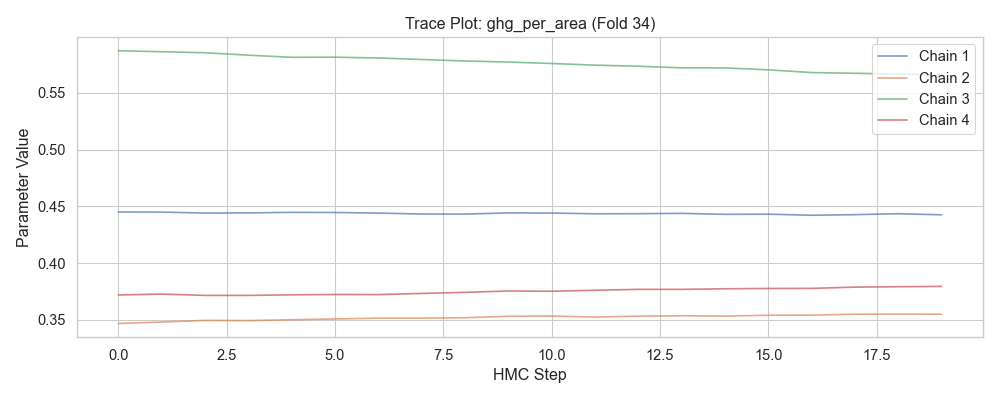 Trace Plot: ghg_per_area (Fold 34)
Parameter Value
0.55
0.50
0.45
0.40
0.35
Chain 1
Chain 2
Chain 3
Chain 4
0.0 2.5 5.0 7.5 10.0 12.5 15.0 17.5
HMC Step